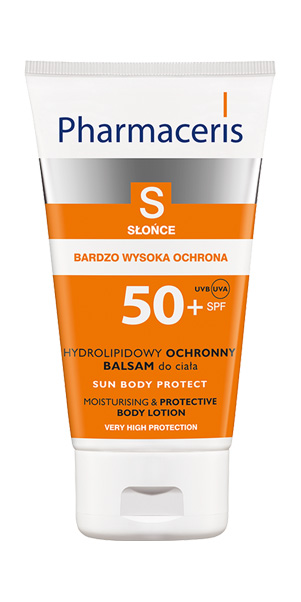 Pharmaceris
S
SŁOŃCE
BARDZO WYSOKA OCHRONA
UVB UVA
50+ SPF
HYDROLIPIDOWY OCHRONNY
BALSAM do ciała
SUN BODY PROTECT
MOISTURISING & PROTECTIVE
BODY LOTION
VERY HIGH PROTECTION